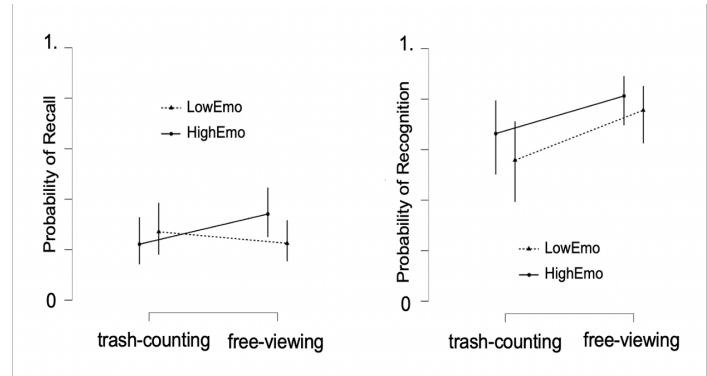 1.
Probability of Recall
LowEmo
HighEmo
0
trash-counting free-viewing
1.
Probability of Recognition
LowEmo
HighEmo
0
trash-counting free-viewing